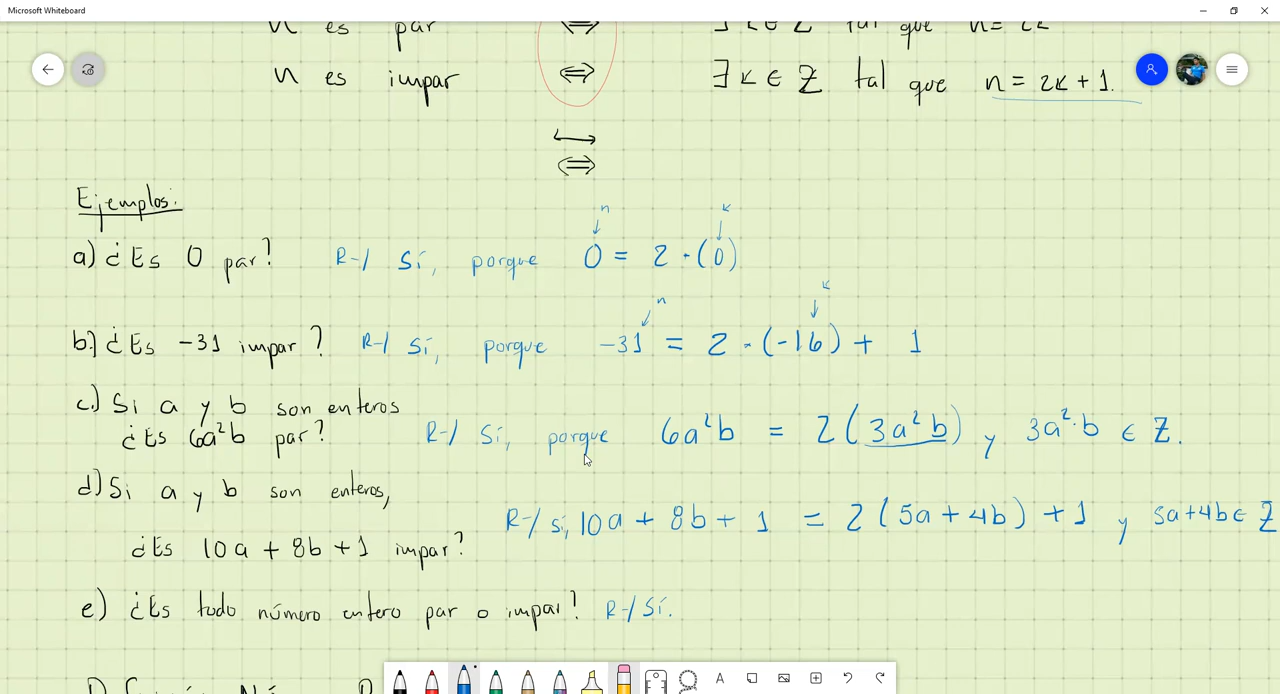 Microsoft Whiteboard
n es par ⇔ ∃ k ∈ Z tal que n = 2k
n es impar ⇔ ∃ k ∈ Z tal que n = 2k + 1.
↔
⇔
Ejemplos:
n k
a) ¿Es 0 par? R-/ Sí, porque 0 = 2 · (0)
n k
b.) ¿Es -31 impar? R-/ Sí, porque -31 = 2 · (-16) + 1
c.) Si a y b son enteros
¿Es 6a²b par? R-/ Sí, porque 6a²b = 2(3a²b) y 3a²·b ∈ Z.
d) Si a y b son enteros,
R-/ sí, 10a + 8b + 1 = 2(5a + 4b) + 1 y 5a+4b ∈ Z
¿Es 10a + 8b + 1 impar?
e) ¿Es todo número entero par o impar? R-/ Sí.